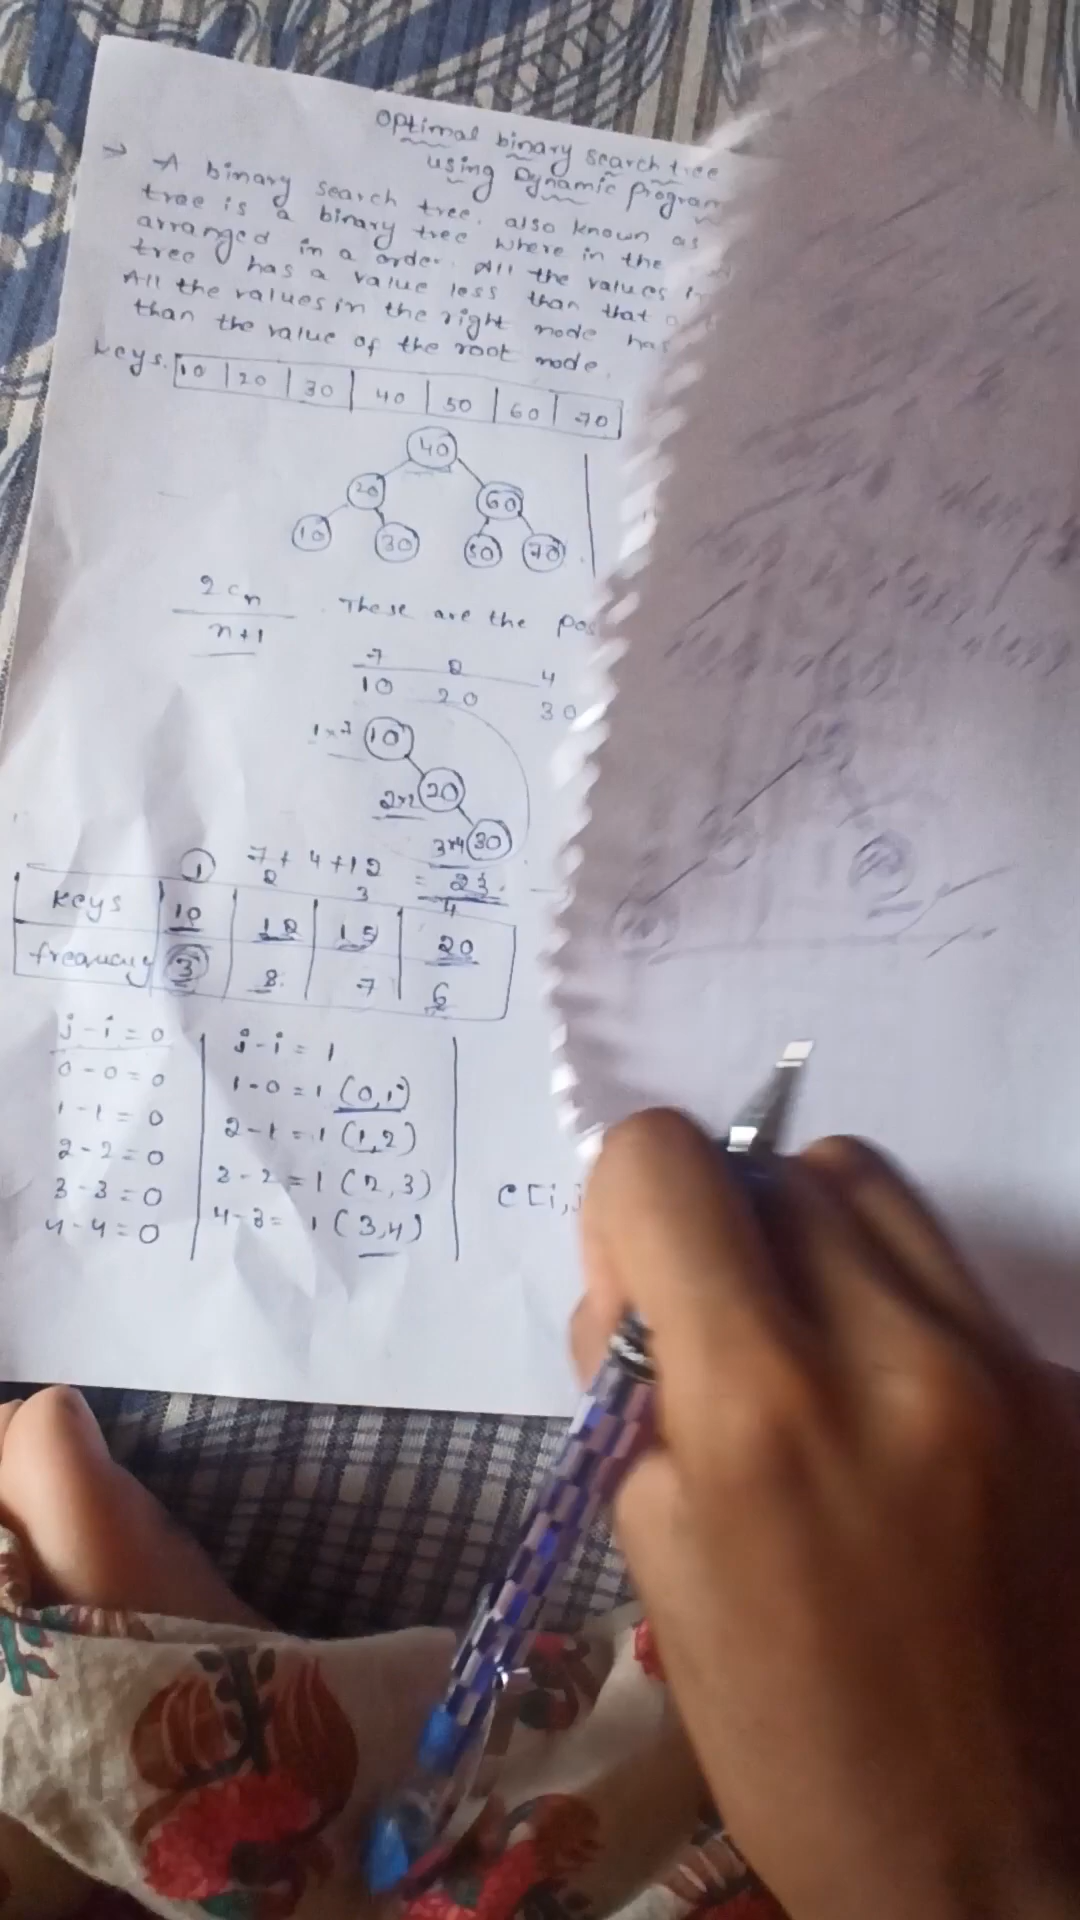 Optimal binary search tree
using Dynamic Program
→ A binary search tree. also known as
tree is a binary tree where in the
arranged in a order. All the values in
tree has a value less than that
All the values in the right node has
than the value of the root node.
keys. 10 20 30 40 50 60 70
40
20 60
10 30 50 70
2cn
n+1
These are the pos
7 2 4
10 20 30
1×7 10
2×2 20
3×4 30
7+4+12 = 23.
1 2 3 4
keys 10 12 15 20
frequency 3 8. 7 6
j-i=0
0-0=0
1-1=0
2-2=0
3-3=0
4-4=0
j-i=1
1-0=1 (0,1)
2-1=1 (1,2)
3-2=1 (2,3)
4-3=1 (3,4)
C[i,j